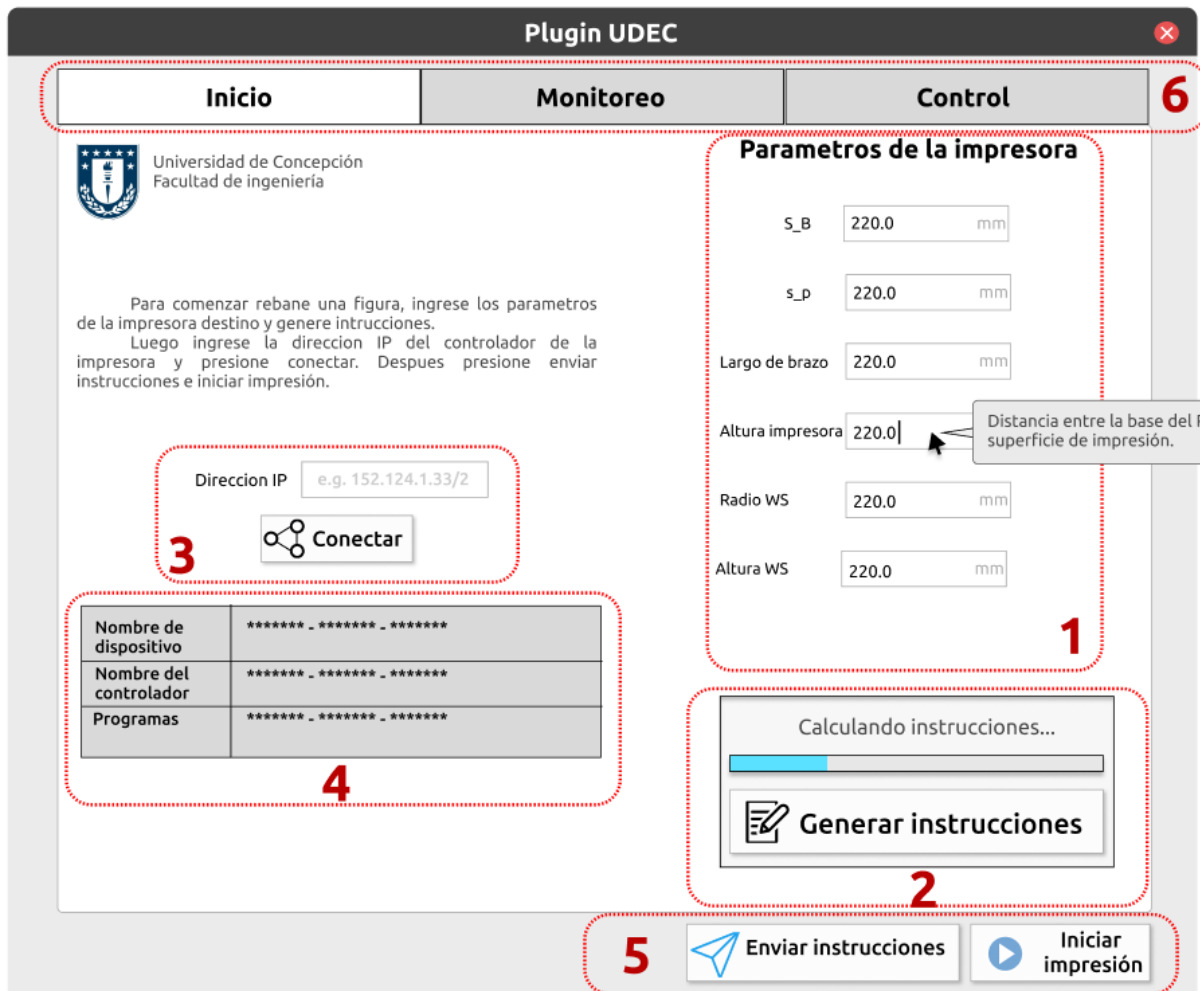 Plugin UDEC
Inicio
Monitoreo
Control
6
Universidad de Concepción
Facultad de ingeniería
Para comenzar rebane una figura, ingrese los parametros
de la impresora destino y genere intrucciones.
Luego ingrese la direccion IP del controlador de la
impresora y presione conectar. Despues presione enviar
instrucciones e iniciar impresión.
Direccion IP
e.g. 152.124.1.33/2
Conectar
3
Nombre de
dispositivo
******* - ******* - *******
Nombre del
controlador
******* - ******* - *******
Programas
******* - ******* - *******
4
Parametros de la impresora
S_B 220.0 mm
s_p 220.0 mm
Largo de brazo 220.0 mm
Altura impresora 220.0
Distancia entre la base del
superficie de impresión.
Radio WS 220.0 mm
Altura WS 220.0 mm
1
Calculando instrucciones...
Generar instrucciones
2
5
Enviar instrucciones
Iniciar
impresión